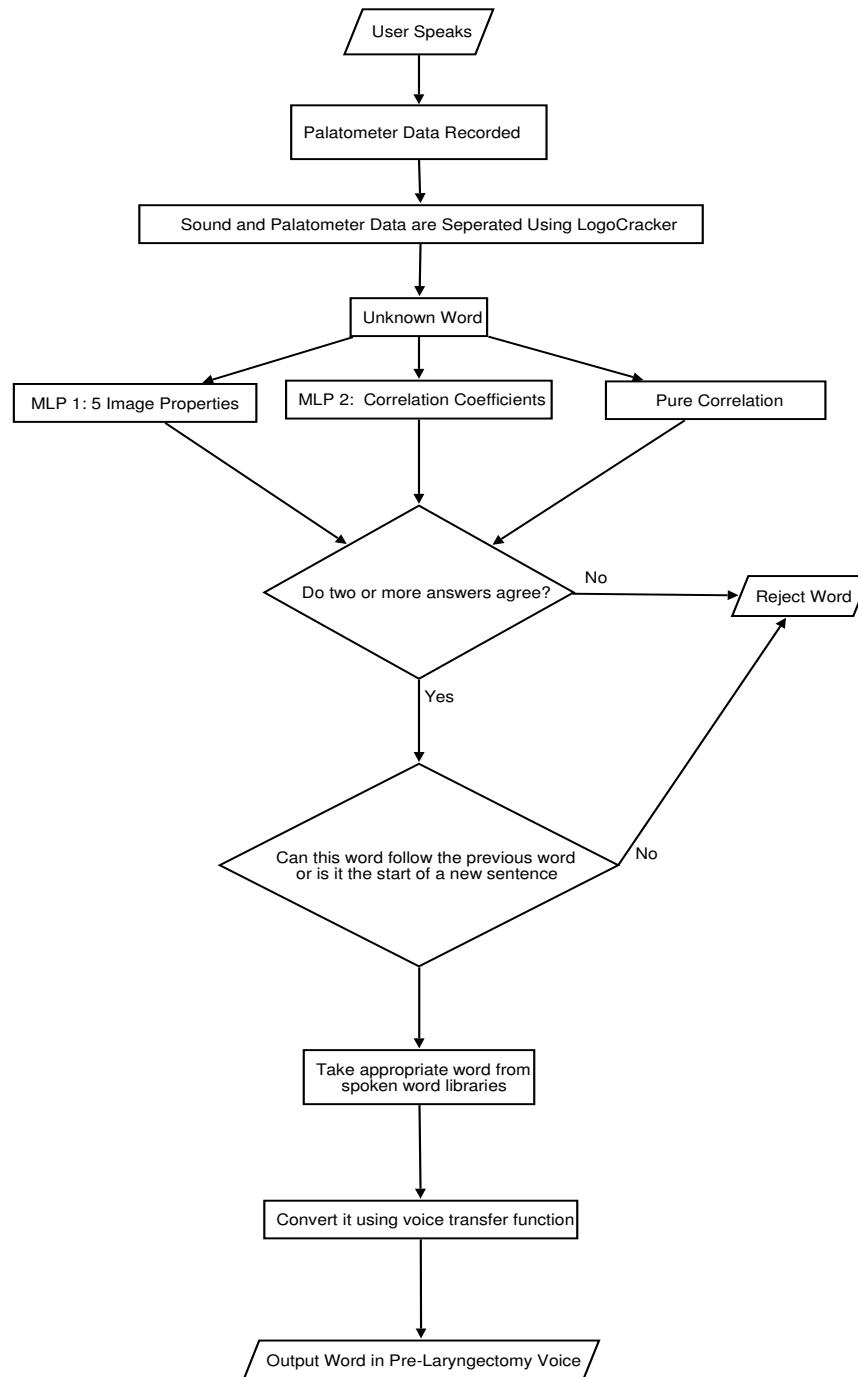 User Speaks
Palatometer Data Recorded
Sound and Palatometer Data are Seperated Using LogoCracker
Unknown Word
MLP 1: 5 Image Properties
MLP 2:  Correlation Coefficients
Pure Correlation
Do two or more answers agree?
No
Reject Word
Yes
Can this word follow the previous word
or is it the start of a new sentence
No
Take appropriate word from
spoken word libraries
Convert it using voice transfer function
Output Word in Pre-Laryngectomy Voice